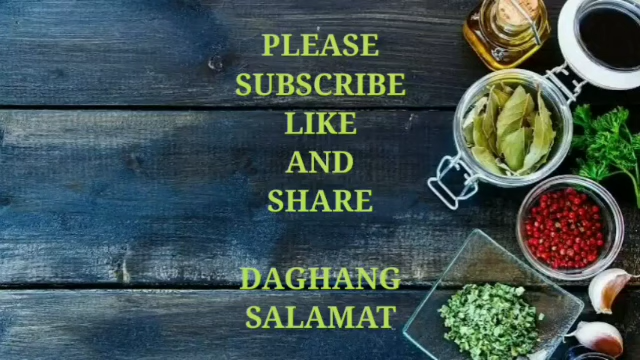 PLEASE
SUBSCRIBE
LIKE
AND
SHARE
DAGHANG
SALAMAT